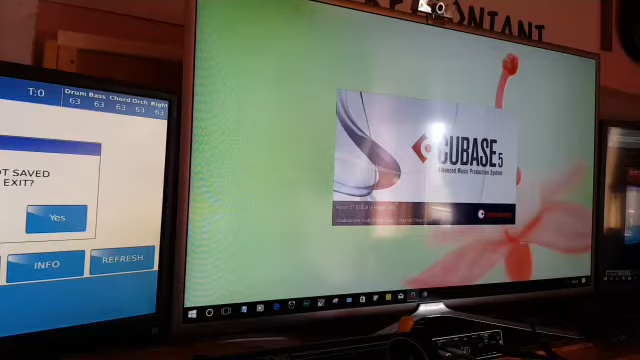 NTANT
T:0
Drum Bass Chord Orch Right
63 63 63 63 63
OT SAVED
EXIT?
Yes
INFO
REFRESH
CUBASE 5
Advanced Music Production System